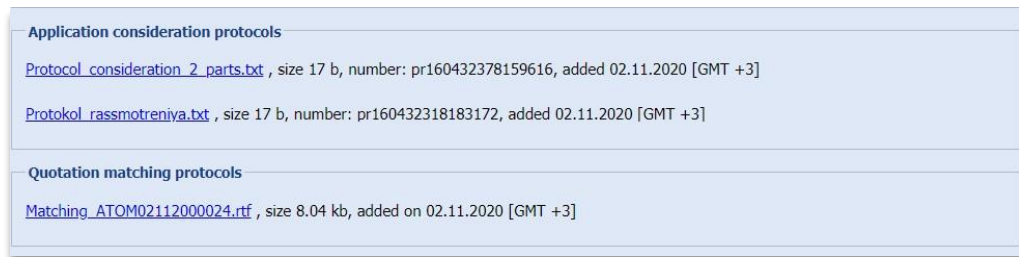 Application consideration protocols
Protocol_consideration_2_parts.txt , size 17 b, number: pr160432378159616, added 02.11.2020 [GMT +3]
Protokol_rassmotreniya.txt , size 17 b, number: pr160432318183172, added 02.11.2020 [GMT +3]
Quotation matching protocols
Matching_ATOM02112000024.rtf , size 8.04 kb, added on 02.11.2020 [GMT +3]